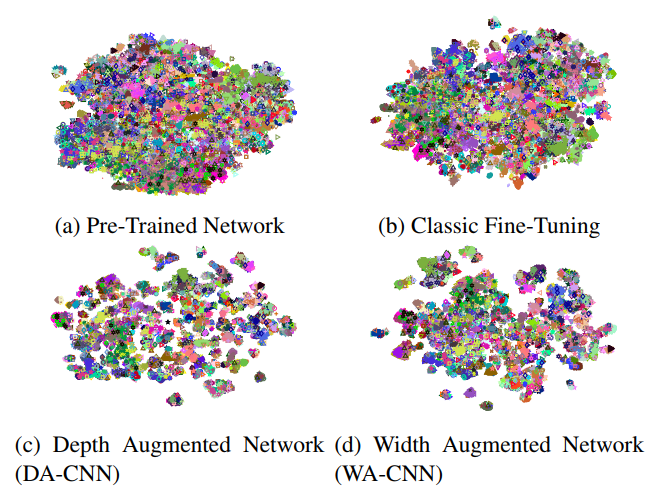 (a) Pre-Trained Network
(b) Classic Fine-Tuning
(c) Depth Augmented Network
(DA-CNN)
(d) Width Augmented Network
(WA-CNN)